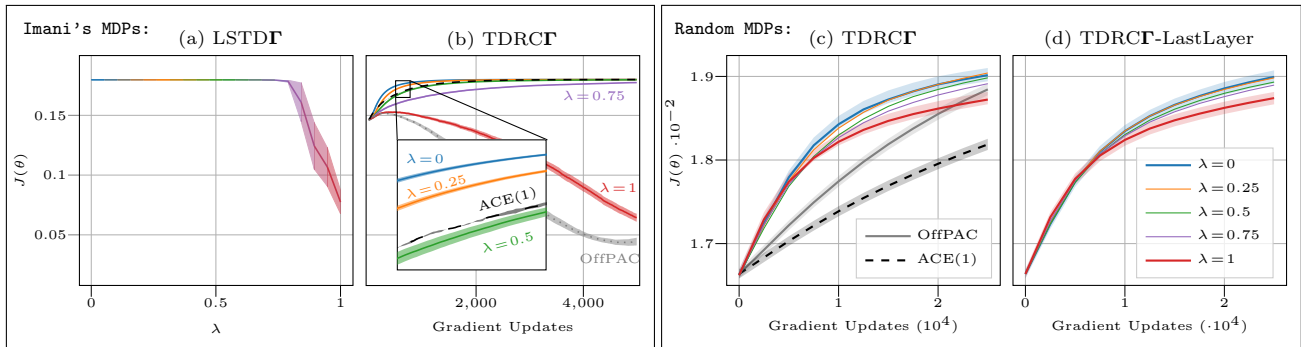 Imani's MDPs:
(a) LSTDΓ
(b) TDRCΓ
J(θ)
0.15
0.1
0.05
0
0.5
1
λ
λ=0.75
λ=0
λ=0.25
ACE(1)
λ=0.5
λ=1
OffPAC
2,000
4,000
Gradient Updates
Random MDPs:
(c) TDRCΓ
(d) TDRCΓ-LastLayer
J(θ) ·10⁻²
1.9
1.8
1.7
OffPAC
ACE(1)
0
1
2
Gradient Updates (10⁴)
λ=0
λ=0.25
λ=0.5
λ=0.75
λ=1
0
1
2
Gradient Updates (·10⁴)